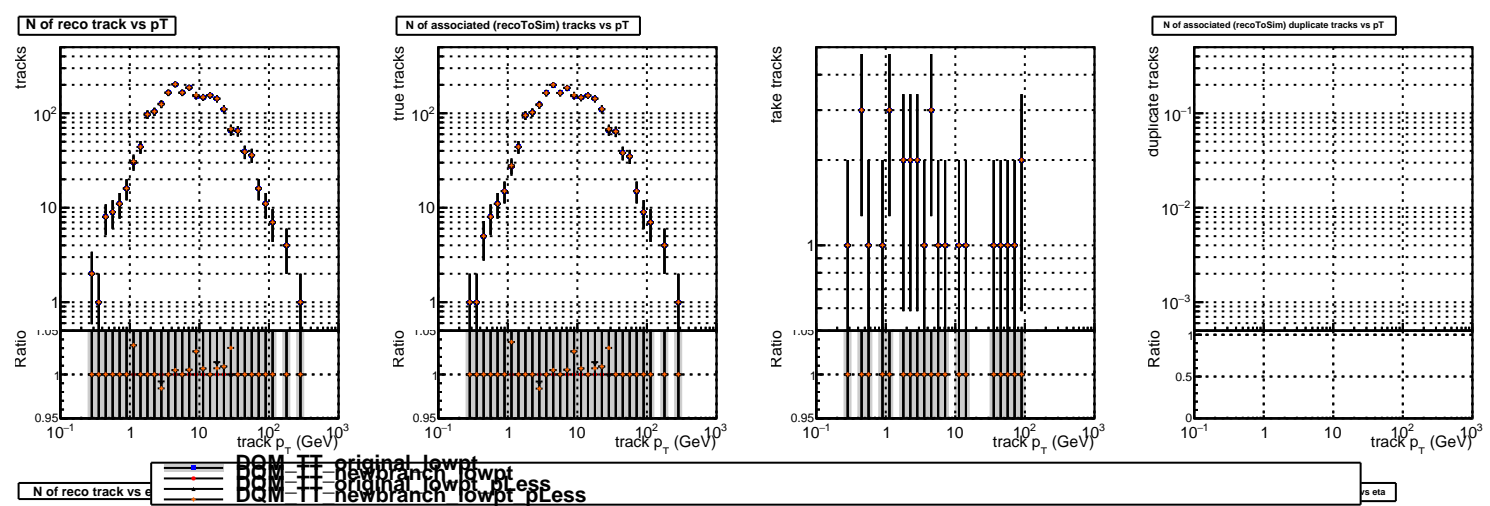 N of reco track vs pT
N of associated (recoToSim) tracks vs pT
N of associated (recoToSim) duplicate tracks vs pT
tracks
10²
10
1
Ratio
1.05
1
0.95
10⁻¹ 1 10 10² 10³
track p_T (GeV)
true tracks
10²
10
1
Ratio
1.05
1
0.95
10⁻¹ 1 10 10² 10³
track p_T (GeV)
fake tracks
1
Ratio
1.05
1
0.95
10⁻¹ 1 10 10² 10³
track p_T (GeV)
duplicate tracks
10⁻¹
10⁻²
10⁻³
Ratio
1
0.5
0
10⁻¹ 1 10 10² 10³
track p_T (GeV)
DQM_TT_original_lowpt
DQM_TT_newbranch_lowpt
DQM_TT_original_lowpt_pLess
DQM_TT_newbranch_lowpt_pLess
N of reco track vs e
vs eta